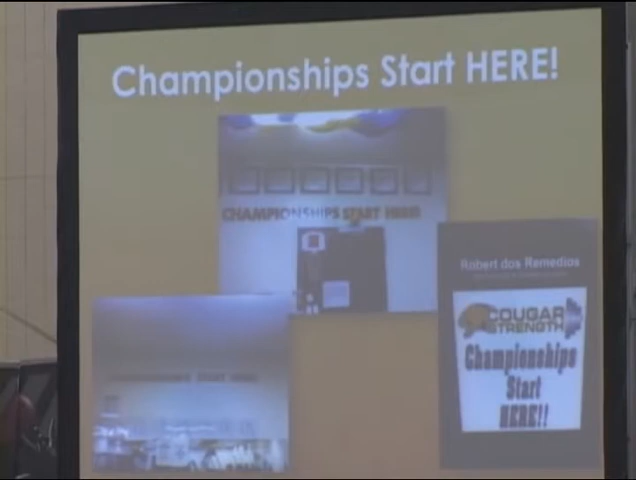 Championships Start HERE!
CHAMPIONSHIPS START HERE!
Robert dos Remedios
COUGAR
STRENGTH
Championships
Start
HERE!!